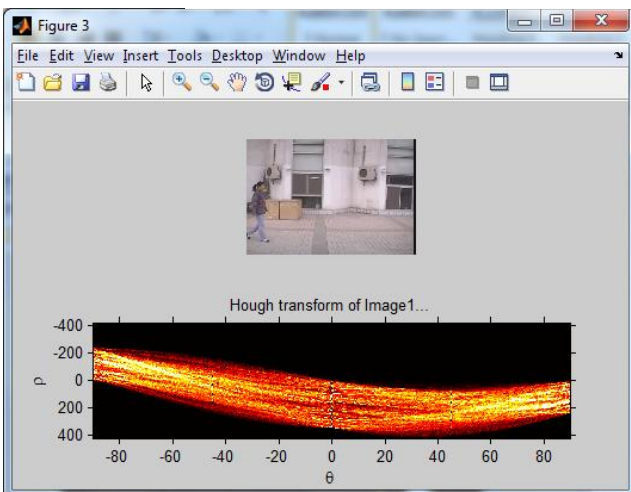 Figure 3
File Edit View Insert Tools Desktop Window Help
Hough transform of Image1...
-400
-200
0
200
400
ρ
-80 -60 -40 -20 0 20 40 60 80
θ